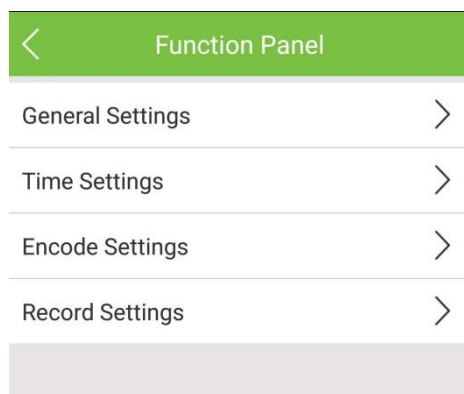 Function Panel
General Settings
Time Settings
Encode Settings
Record Settings